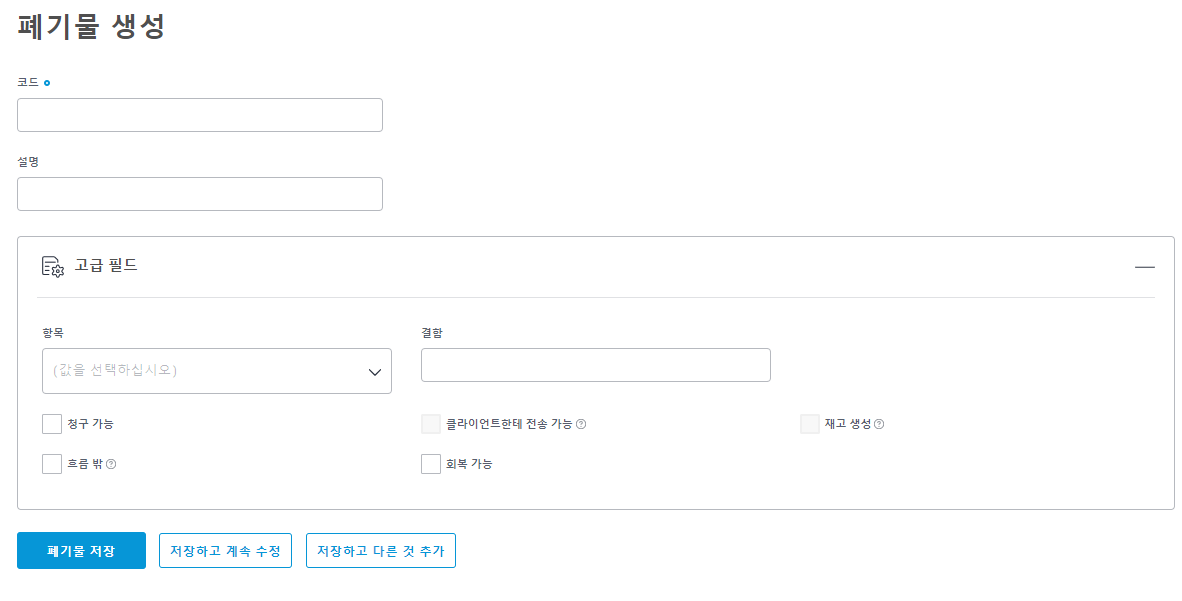 폐기물 생성
코드
설명
고급 필드
항목
결함
(값을 선택하십시오)
청구 가능
클라이언트한테 전송 가능
재고 생성
흐름 밖
회복 가능
폐기물 저장
저장하고 계속 수정
저장하고 다른 것 추가